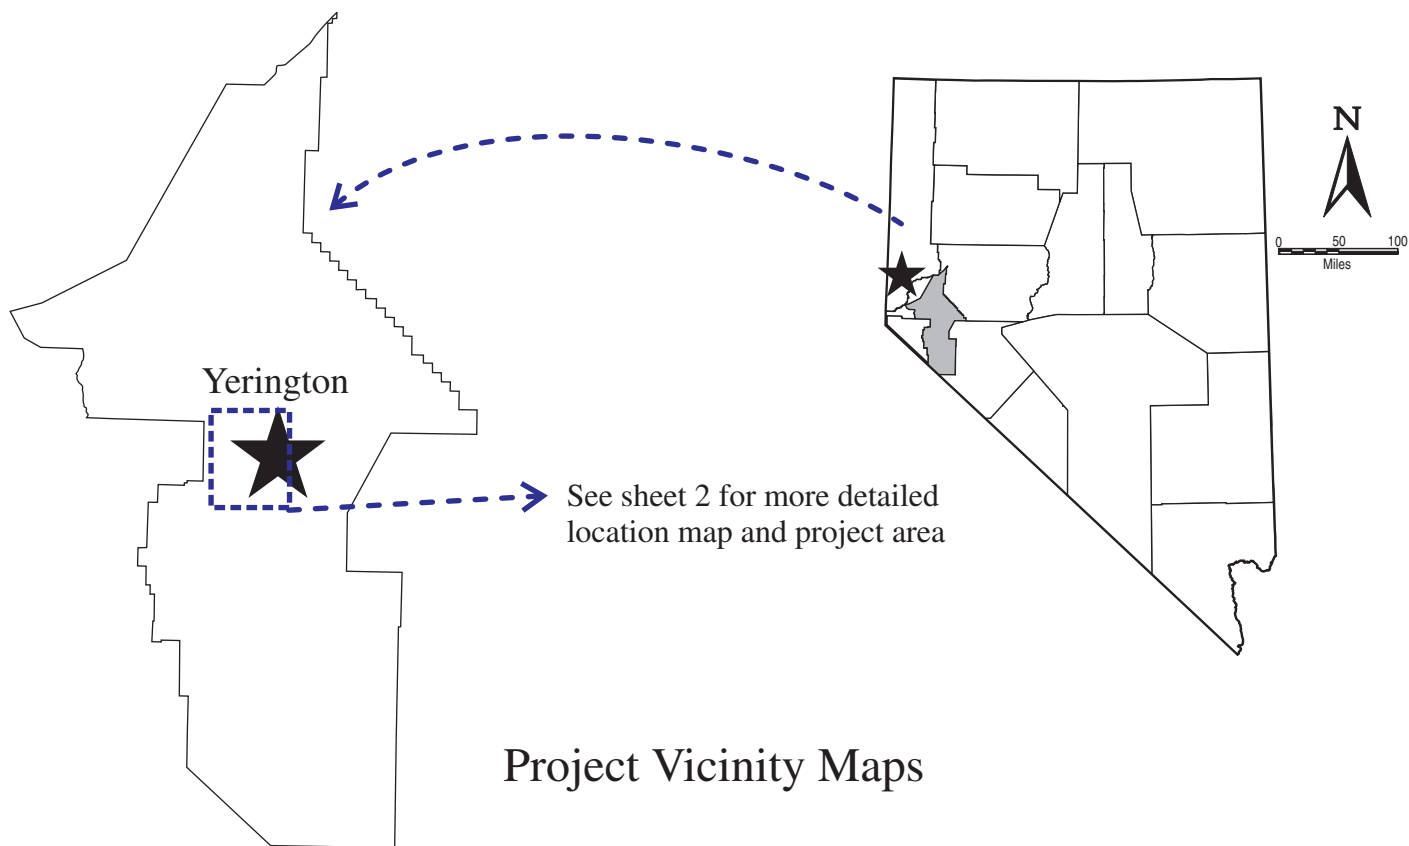 N
0 50 100
Miles
Yerington
See sheet 2 for more detailed
location map and project area
Project Vicinity Maps